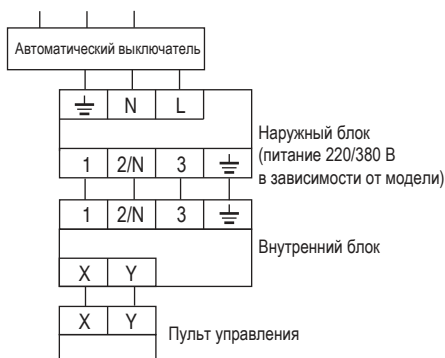 Автоматический выключатель
⏚ N L
Наружный блок
(питание 220/380 В
в зависимости от модели)
1 2/N 3 ⏚
1 2/N 3 ⏚
Внутренний блок
X Y
X Y
Пульт управления